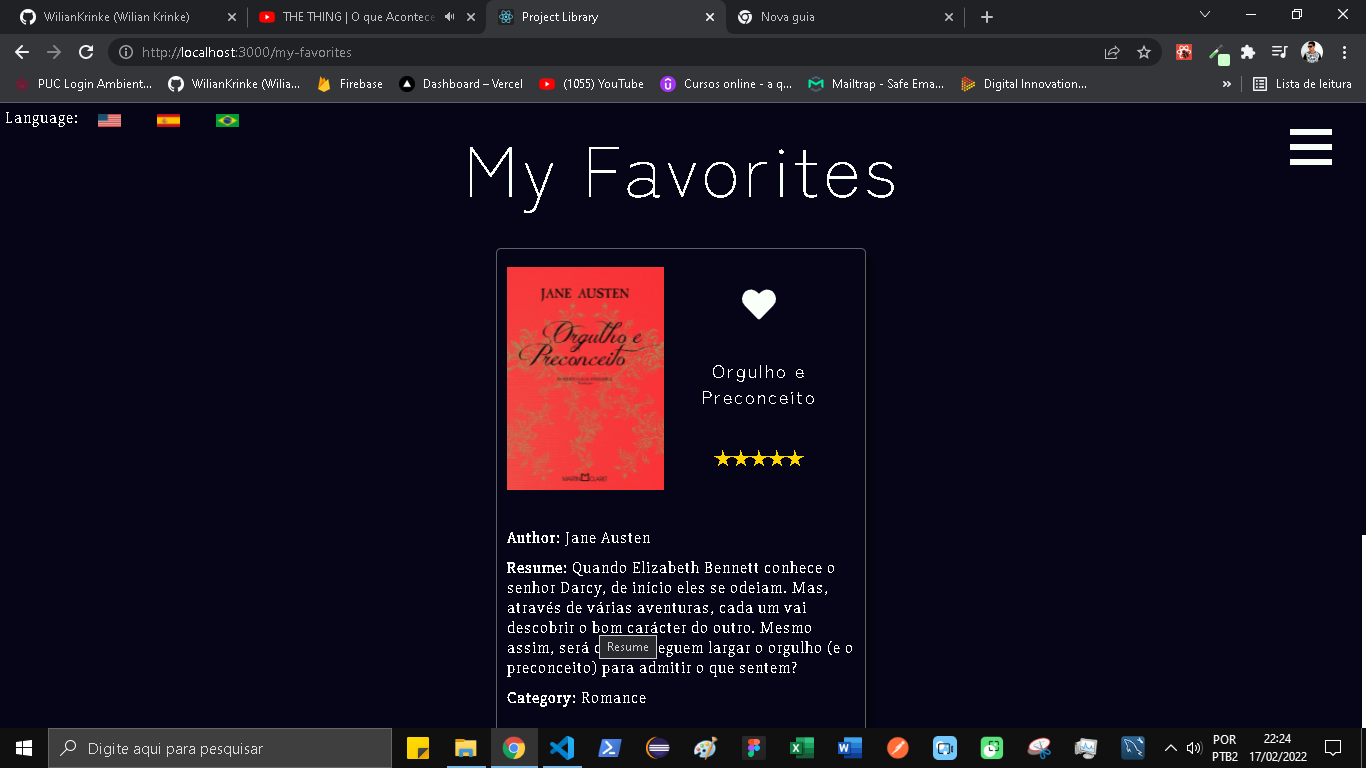 WilianKrinke (Wilian Krinke)
THE THING | O que Acontece
Project Library
Nova guia
http://localhost:3000/my-favorites
PUC Login Ambient...
WilianKrinke (Wilia...
Firebase
Dashboard – Vercel
(1055) YouTube
Cursos online - a q...
Mailtrap - Safe Ema...
Digital Innovation...
»
Lista de leitura
Language:
My Favorites
JANE AUSTEN
Orgulho e
Preconceito
MARTIN CLARET
Orgulho e
Preconceito
Author: Jane Austen
Resume: Quando Elizabeth Bennett conhece o
senhor Darcy, de início eles se odeiam. Mas,
através de várias aventuras, cada um vai
descobrir o bom carácter do outro. Mesmo
assim, será eguem largar o orgulho (e o
Resume
preconceito) para admitir o que sentem?
Category: Romance
Digite aqui para pesquisar
POR
PTB2
22:24
17/02/2022